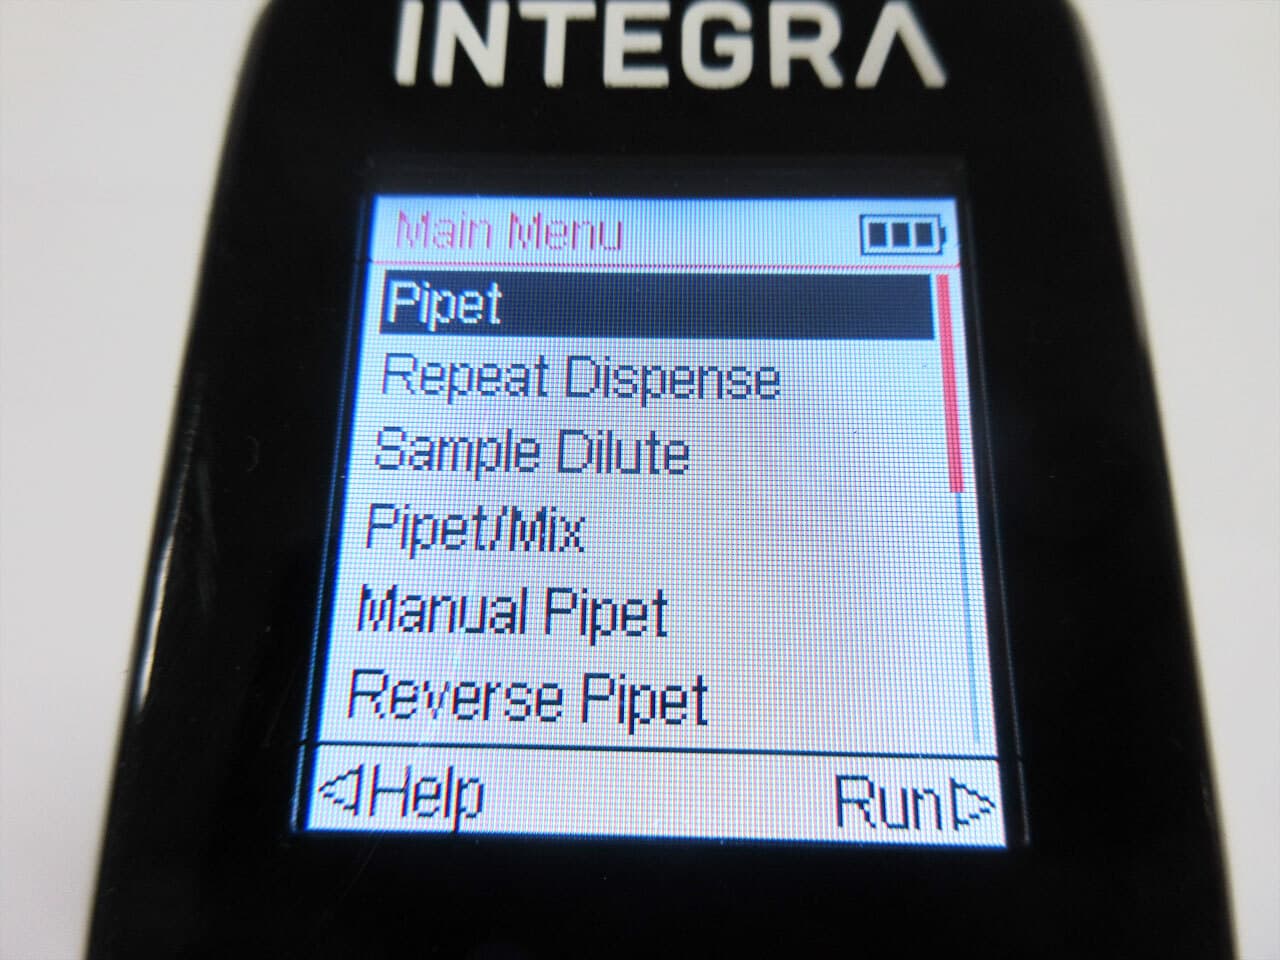 INTEGRA
Main Menu
Pipet
Repeat Dispense
Sample Dilute
Pipet/Mix
Manual Pipet
Reverse Pipet
Help Run